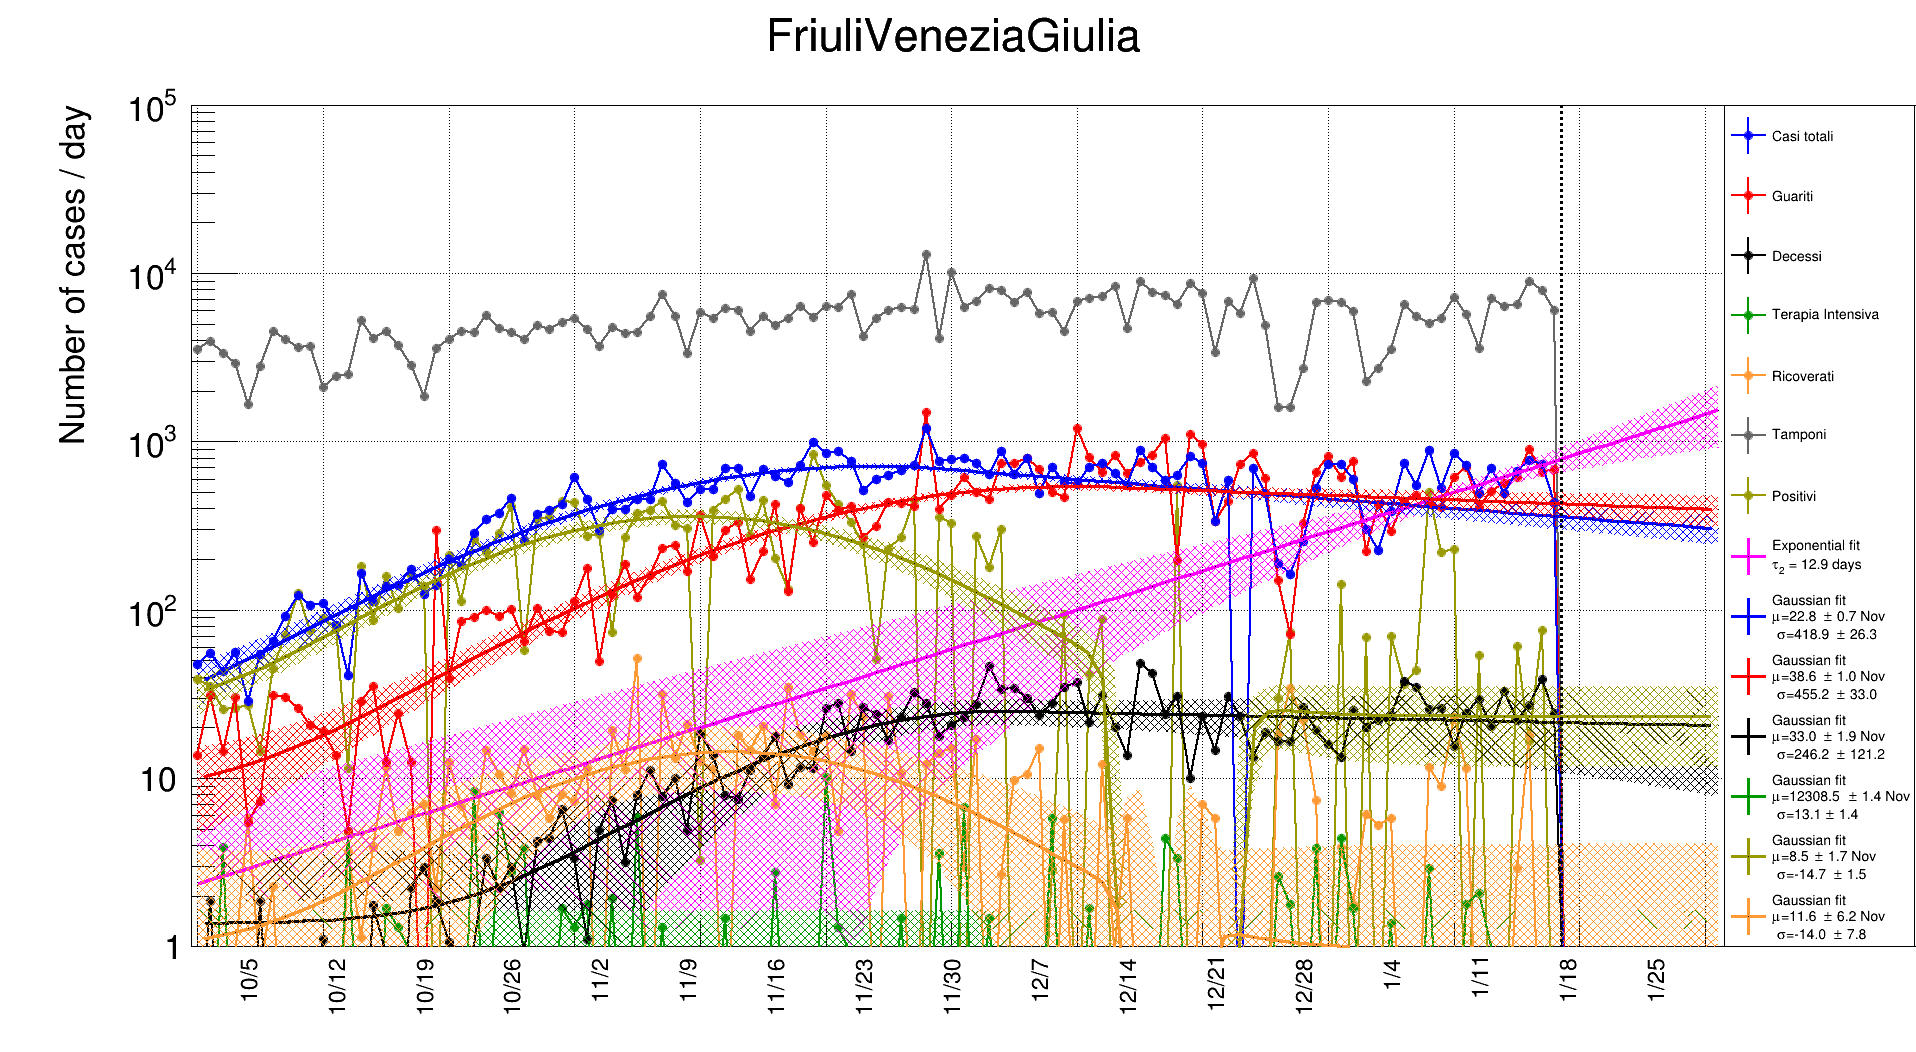 FriuliVeneziaGiulia
Number of cases / day
10^5
10^4
10^3
10^2
10
1
10/5
10/12
10/19
10/26
11/2
11/9
11/16
11/23
11/30
12/7
12/14
12/21
12/28
1/4
1/11
1/18
1/25
Casi totali
Guariti
Decessi
Terapia Intensiva
Ricoverati
Tamponi
Positivi
Exponential fit
τ₂ = 12.9 days
Gaussian fit
μ=22.8 ± 0.7 Nov
σ=418.9 ± 26.3
Gaussian fit
μ=38.6 ± 1.0 Nov
σ=455.2 ± 33.0
Gaussian fit
μ=33.0 ± 1.9 Nov
σ=246.2 ± 121.2
Gaussian fit
μ=12308.5 ± 1.4 Nov
σ=13.1 ± 1.4
Gaussian fit
μ=8.5 ± 1.7 Nov
σ=-14.7 ± 1.5
Gaussian fit
μ=11.6 ± 6.2 Nov
σ=-14.0 ± 7.8